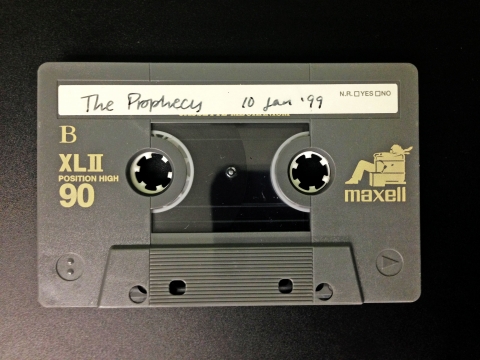 The Prophecy 10 Jan '99
N.R. ☐YES ☐NO
B
XLII
POSITION HIGH
90
maxell